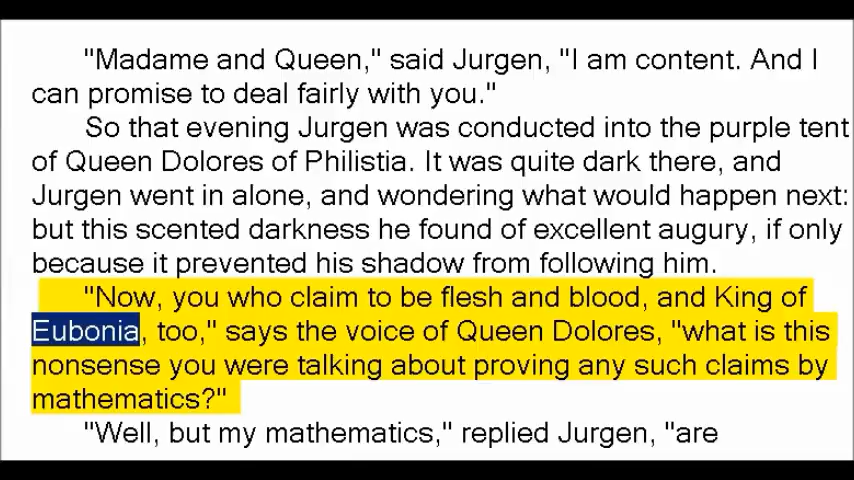 "Madame and Queen," said Jurgen, "I am content. And I
can promise to deal fairly with you."
So that evening Jurgen was conducted into the purple tent
of Queen Dolores of Philistia. It was quite dark there, and
Jurgen went in alone, and wondering what would happen next:
but this scented darkness he found of excellent augury, if only
because it prevented his shadow from following him.
"Now, you who claim to be flesh and blood, and King of
Eubonia, too," says the voice of Queen Dolores, "what is this
nonsense you were talking about proving any such claims by
mathematics?"
"Well, but my mathematics," replied Jurgen, "are